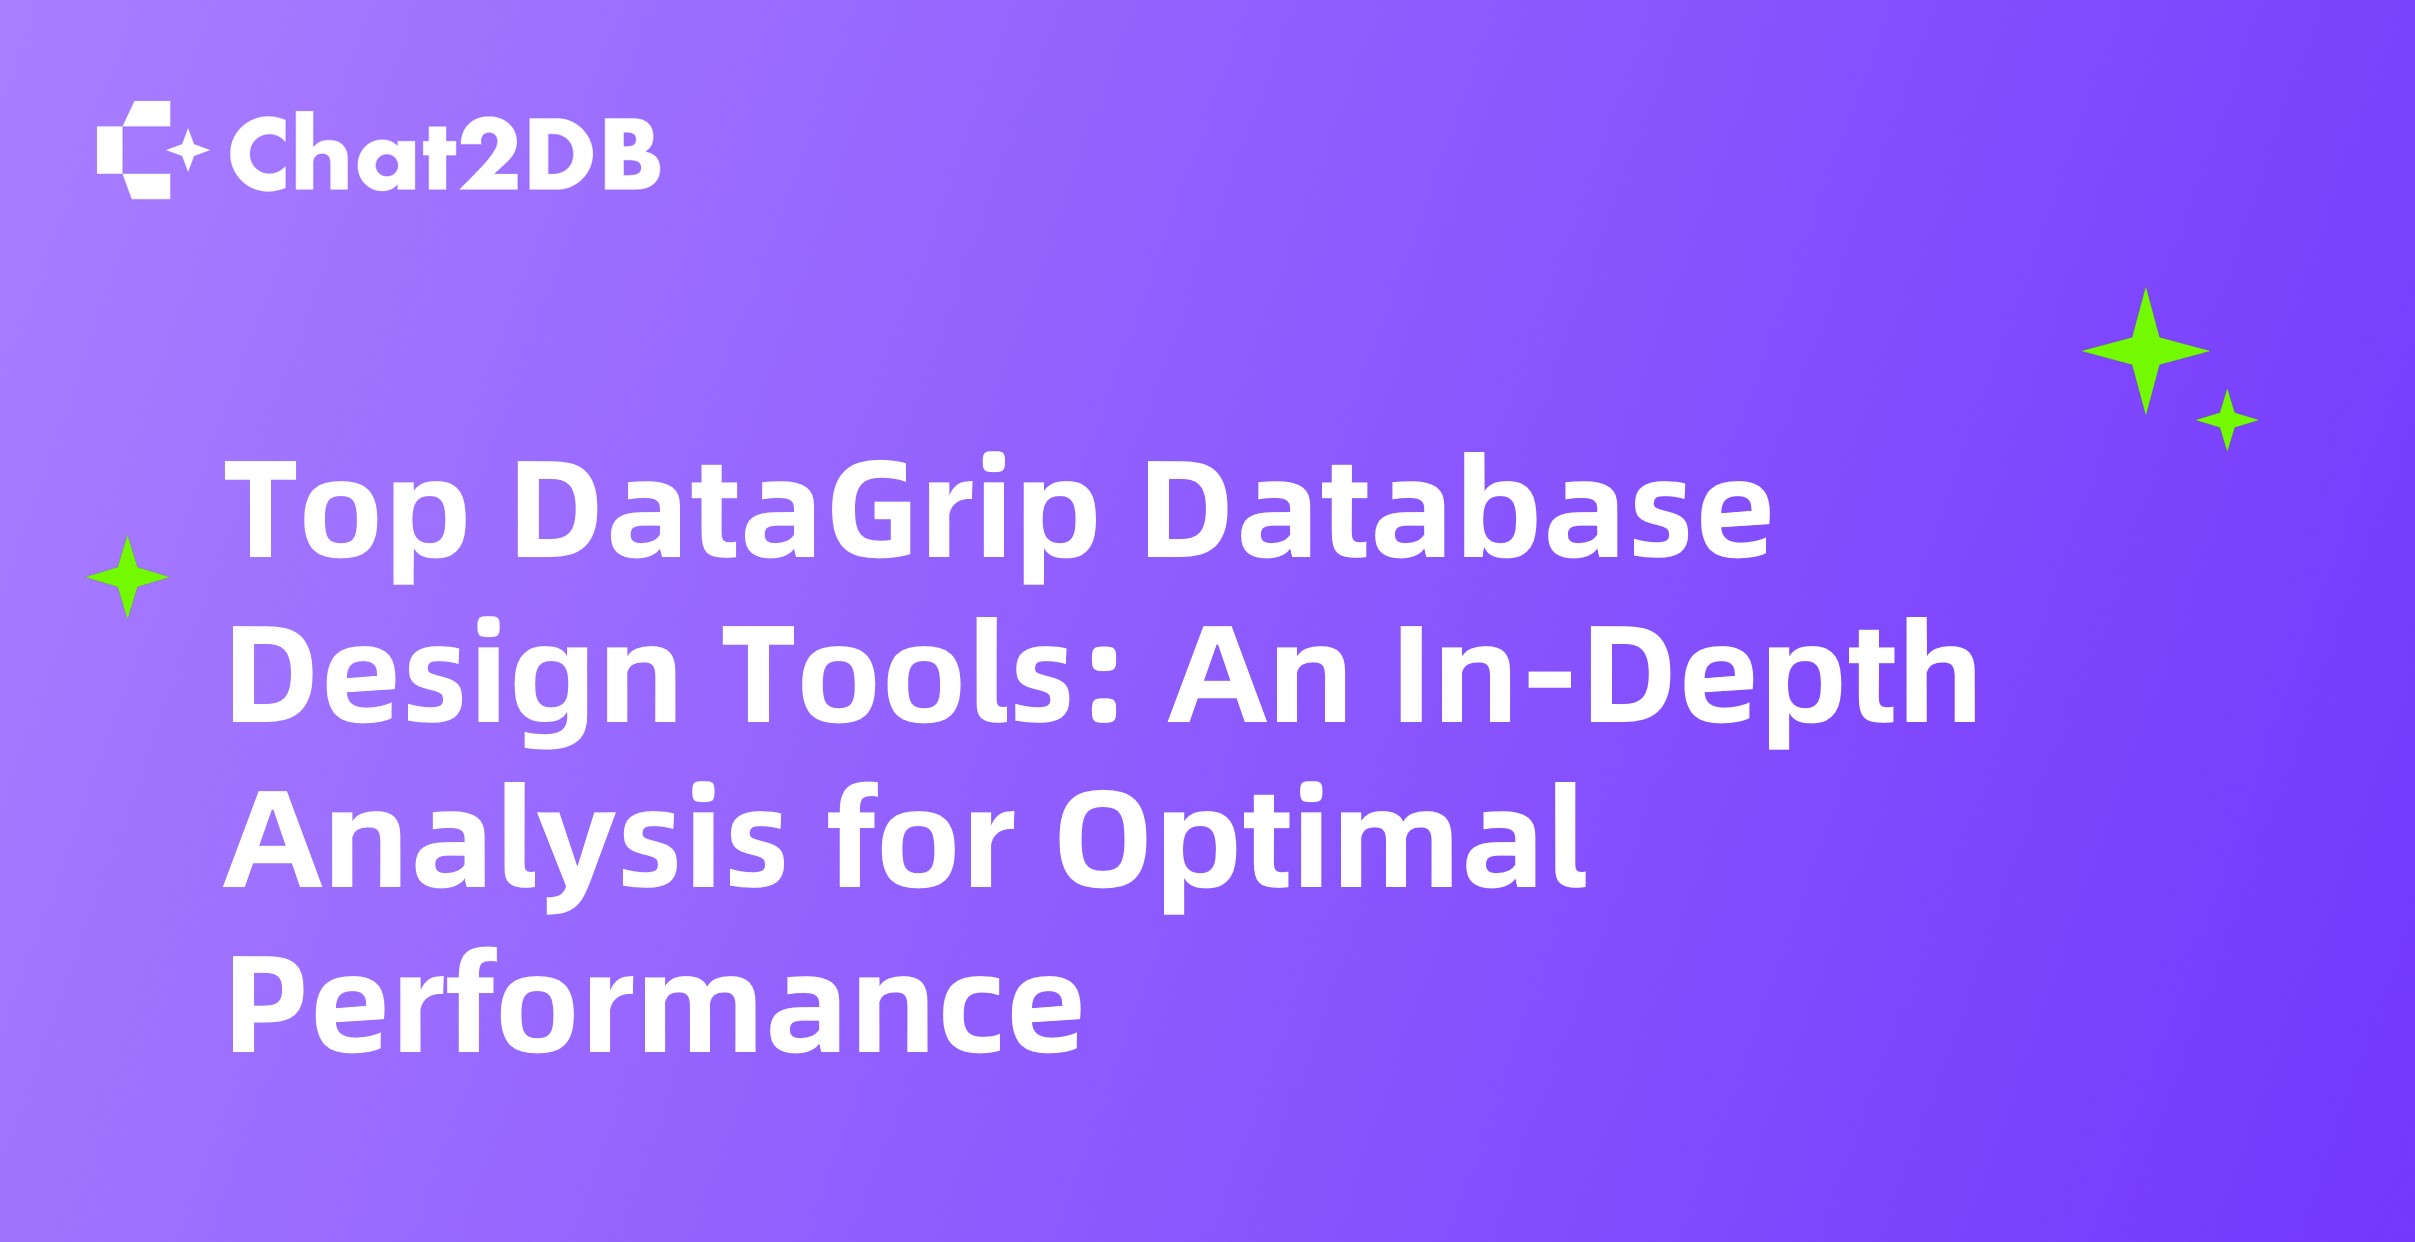 Chat2DB
Top DataGrip Database
Design Tools: An In-Depth
Analysis for Optimal
Performance